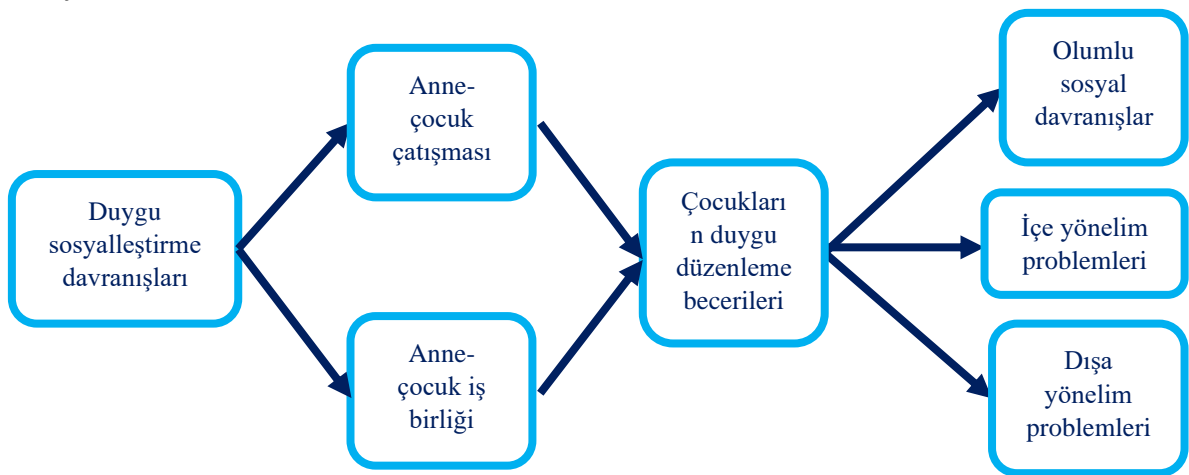 Duygu
sosyalleştirme
davranışları
Anne-
çocuk
çatışması
Anne-
çocuk iş
birliği
Çocukları
n duygu
düzenleme
becerileri
Olumlu
sosyal
davranışlar
İçe yönelim
problemleri
Dışa
yönelim
problemleri